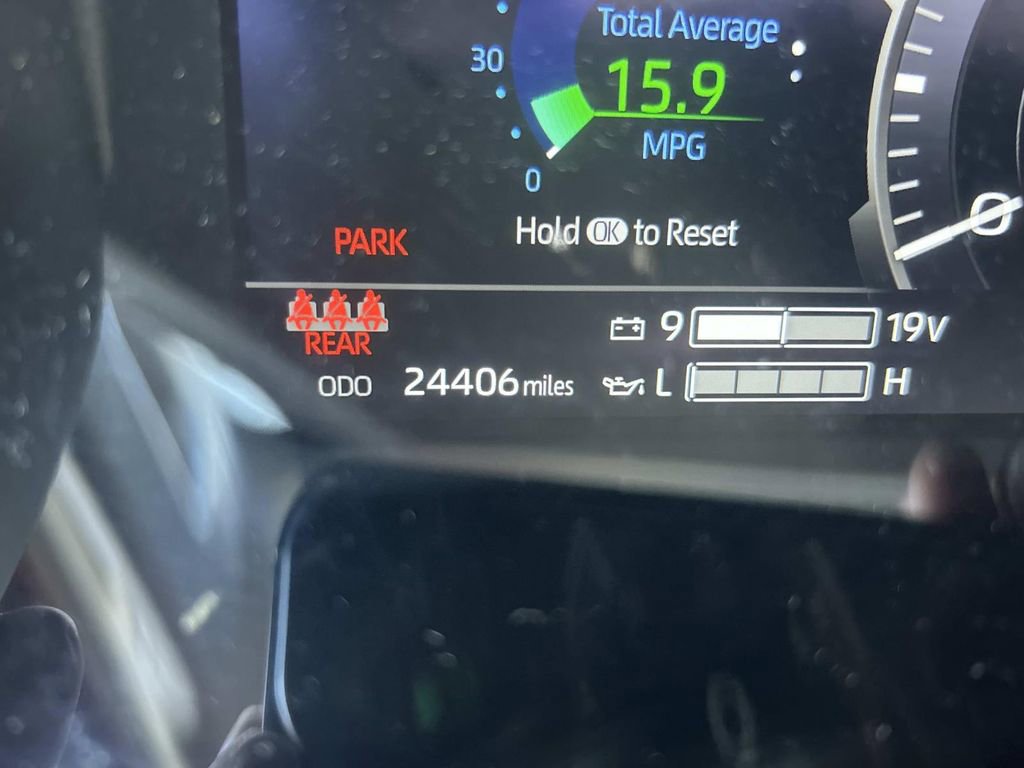 Total Average
30
15.9
MPG
0
Hold OK to Reset
0
PARK
REAR
9 19V
ODO 24406 miles
L H